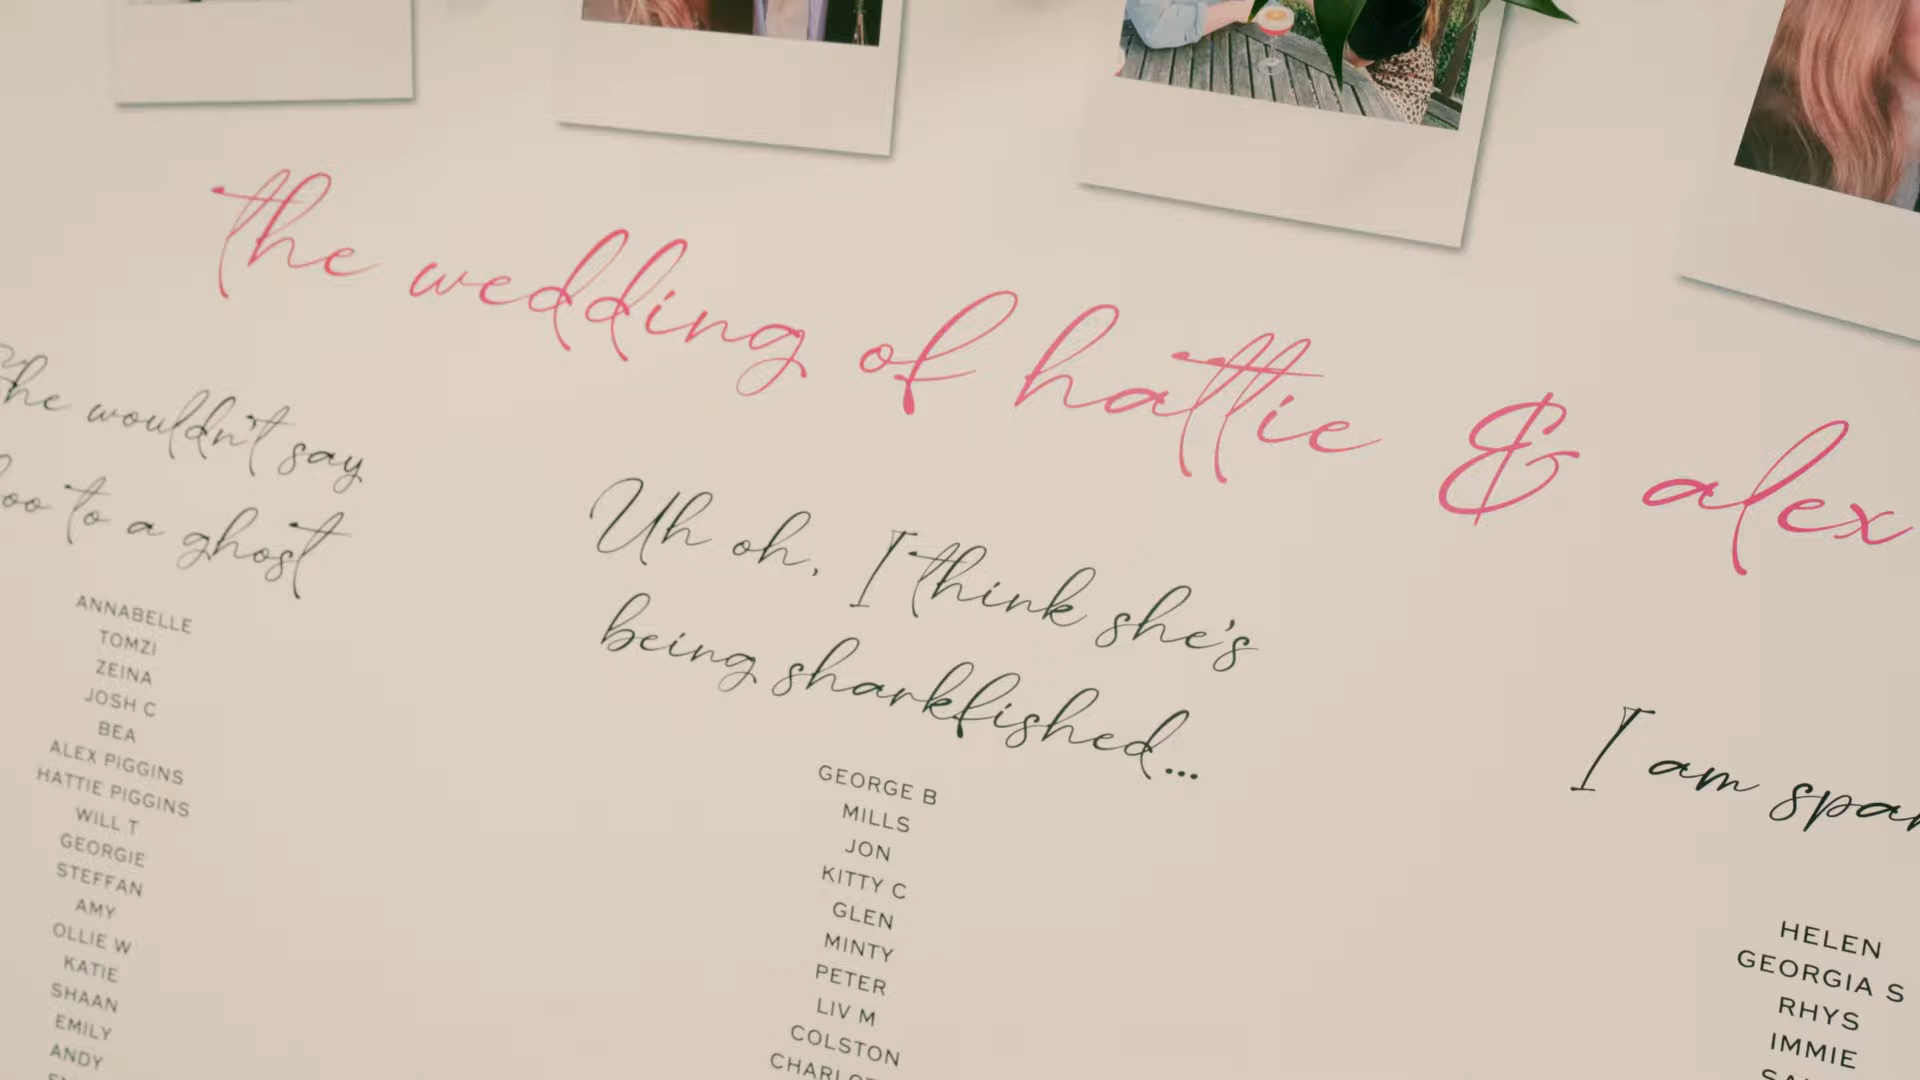 the wedding of hattie & alex
he wouldn't say
boo to a ghost
ANNABELLE
TOMZI
ZEINA
JOSH C
BEA
ALEX PIGGINS
HATTIE PIGGINS
WILL T
GEORGIE
STEFFAN
AMY
OLLIE W
KATIE
SHAAN
EMILY
ANDY
Uh oh, I think she's
being sharkfished...
GEORGE B
MILLS
JON
KITTY C
GLEN
MINTY
PETER
LIV M
COLSTON
I am
HELEN
GEORGIA S
RHYS
IMMIE